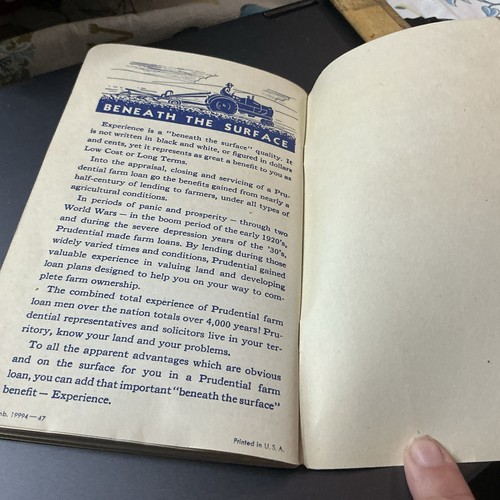 BENEATH THE SURFACE
Experience is a "beneath the surface" quality. It
is not written in black and white, or figured in dollars
and cents, yet it represents as great a benefit to you as
Low Cost or Long Terms.
Into the appraisal, closing and servicing of a Pru-
dential farm loan go the benefits gained from nearly a
half-century of lending to farmers, under all types of
agricultural conditions.
In periods of panic and prosperity — through two
World Wars — in the boom period of the early 1920's,
and during the severe depression years of the '30's,
Prudential made farm loans. By lending during those
widely varied times and conditions, Prudential gained
valuable experience in valuing land and developing
loan plans designed to help you on your way to com-
plete farm ownership.
The combined total experience of Prudential farm
loan men over the nation totals over 4,000 years! Pru-
dential representatives and solicitors live in your ter-
ritory, know your land and your problems.
To all the apparent advantages which are obvious
and on the surface for you in a Prudential farm
loan, you can add that important "beneath the surface"
benefit — Experience.
19994—47
Printed in U. S. A.